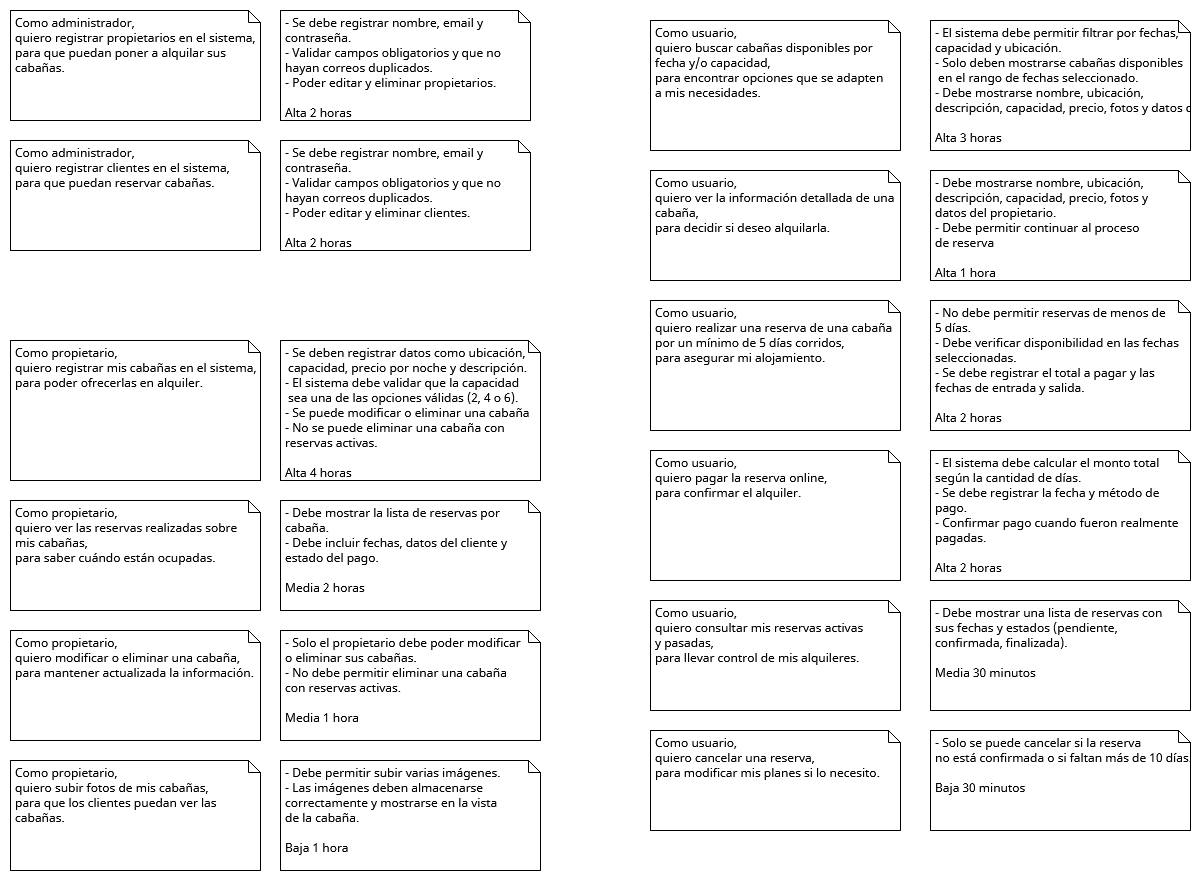 Como administrador,
quiero registrar propietarios en el sistema,
para que puedan poner a alquilar sus
cabañas.
- Se debe registrar nombre, email y
contraseña.
- Validar campos obligatorios y que no
hayan correos duplicados.
- Poder editar y eliminar propietarios.
Alta 2 horas
Como administrador,
quiero registrar clientes en el sistema,
para que puedan reservar cabañas.
- Se debe registrar nombre, email y
contraseña.
- Validar campos obligatorios y que no
hayan correos duplicados.
- Poder editar y eliminar clientes.
Alta 2 horas
Como propietario,
quiero registrar mis cabañas en el sistema,
para poder ofrecerlas en alquiler.
- Se deben registrar datos como ubicación,
capacidad, precio por noche y descripción.
- El sistema debe validar que la capacidad
sea una de las opciones válidas (2, 4 o 6).
- Se puede modificar o eliminar una cabaña
- No se puede eliminar una cabaña con
reservas activas.
Alta 4 horas
Como propietario,
quiero ver las reservas realizadas sobre
mis cabañas,
para saber cuándo están ocupadas.
- Debe mostrar la lista de reservas por
cabaña.
- Debe incluir fechas, datos del cliente y
estado del pago.
Media 2 horas
Como propietario,
quiero modificar o eliminar una cabaña,
para mantener actualizada la información.
- Solo el propietario debe poder modificar
o eliminar sus cabañas.
- No debe permitir eliminar una cabaña
con reservas activas.
Media 1 hora
Como propietario,
quiero subir fotos de mis cabañas,
para que los clientes puedan ver las
cabañas.
- Debe permitir subir varias imágenes.
- Las imágenes deben almacenarse
correctamente y mostrarse en la vista
de la cabaña.
Baja 1 hora
Como usuario,
quiero buscar cabañas disponibles por
fecha y/o capacidad,
para encontrar opciones que se adapten
a mis necesidades.
- El sistema debe permitir filtrar por fechas,
capacidad y ubicación.
- Solo deben mostrarse cabañas disponibles
en el rango de fechas seleccionado.
- Debe mostrarse nombre, ubicación,
descripción, capacidad, precio, fotos y datos
Alta 3 horas
Como usuario,
quiero ver la información detallada de una
cabaña,
para decidir si deseo alquilarla.
- Debe mostrarse nombre, ubicación,
descripción, capacidad, precio, fotos y
datos del propietario.
- Debe permitir continuar al proceso
de reserva
Alta 1 hora
Como usuario,
quiero realizar una reserva de una cabaña
por un mínimo de 5 días corridos,
para asegurar mi alojamiento.
- No debe permitir reservas de menos de
5 días.
- Debe verificar disponibilidad en las fechas
seleccionadas.
- Se debe registrar el total a pagar y las
fechas de entrada y salida.
Alta 2 horas
Como usuario,
quiero pagar la reserva online,
para confirmar el alquiler.
- El sistema debe calcular el monto total
según la cantidad de días.
- Se debe registrar la fecha y método de
pago.
- Confirmar pago cuando fueron realmente
pagadas.
Alta 2 horas
Como usuario,
quiero consultar mis reservas activas
y pasadas,
para llevar control de mis alquileres.
- Debe mostrar una lista de reservas con
sus fechas y estados (pendiente,
confirmada, finalizada).
Media 30 minutos
Como usuario,
quiero cancelar una reserva,
para modificar mis planes si lo necesito.
- Solo se puede cancelar si la reserva
no está confirmada o si faltan más de 10 días.
Baja 30 minutos